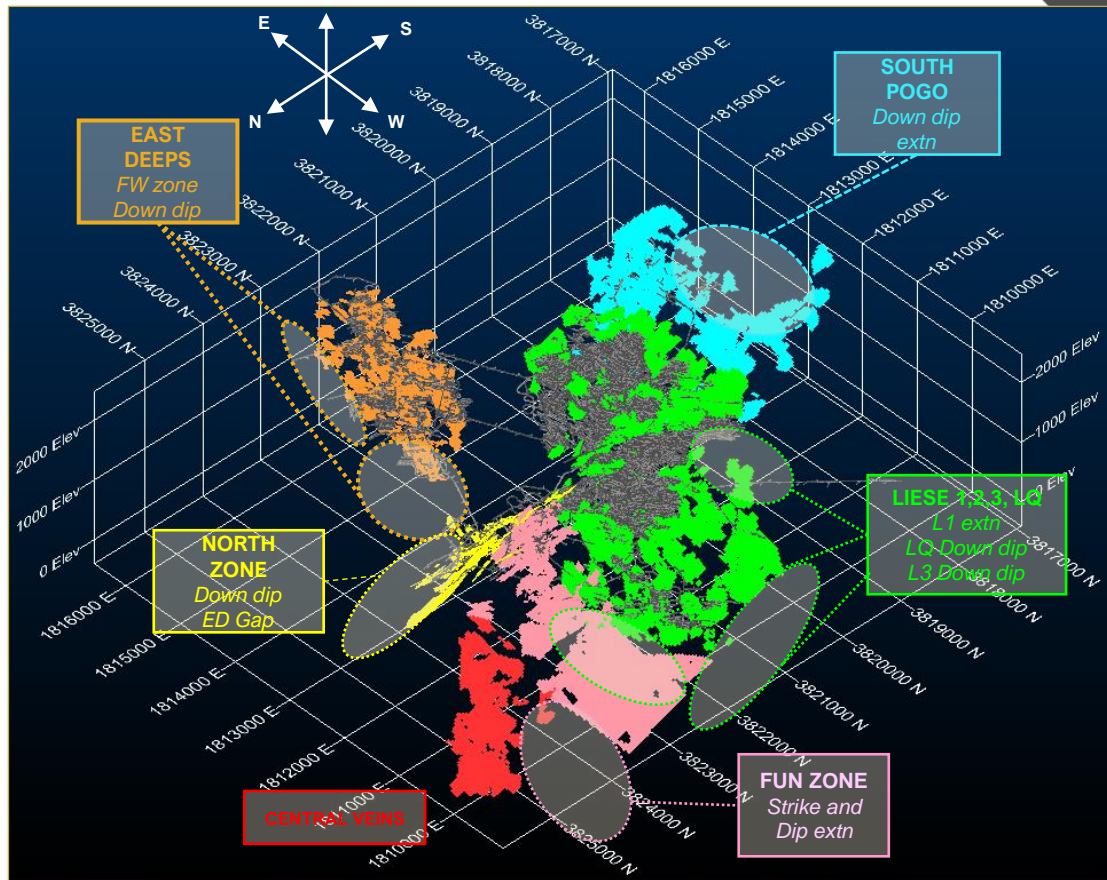 E
S
N
W
3817000 N
3818000 N
3819000 N
3820000 N
3821000 N
3822000 N
3823000 N
3824000 N
3825000 N
1816000 E
1815000 E
1814000 E
1813000 E
1812000 E
1811000 E
1810000 E
SOUTH
POGO
Down dip
extn
EAST
DEEPS
FW zone
Down dip
2000 Elev
1000 Elev
0 Elev
2000 Elev
1000 Elev
0 Elev
LIESE 1,2,3, LQ
L1 extn
LQ Down dip
L3 Down dip
NORTH
ZONE
Down dip
ED Gap
1816000 E
1815000 E
1814000 E
1813000 E
1812000 E
1811000 E
1810000 E
3817000 N
3818000 N
3819000 N
3820000 N
3821000 N
3822000 N
3823000 N
3824000 N
3825000 N
CENTRAL VEINS
FUN ZONE
Strike and
Dip extn